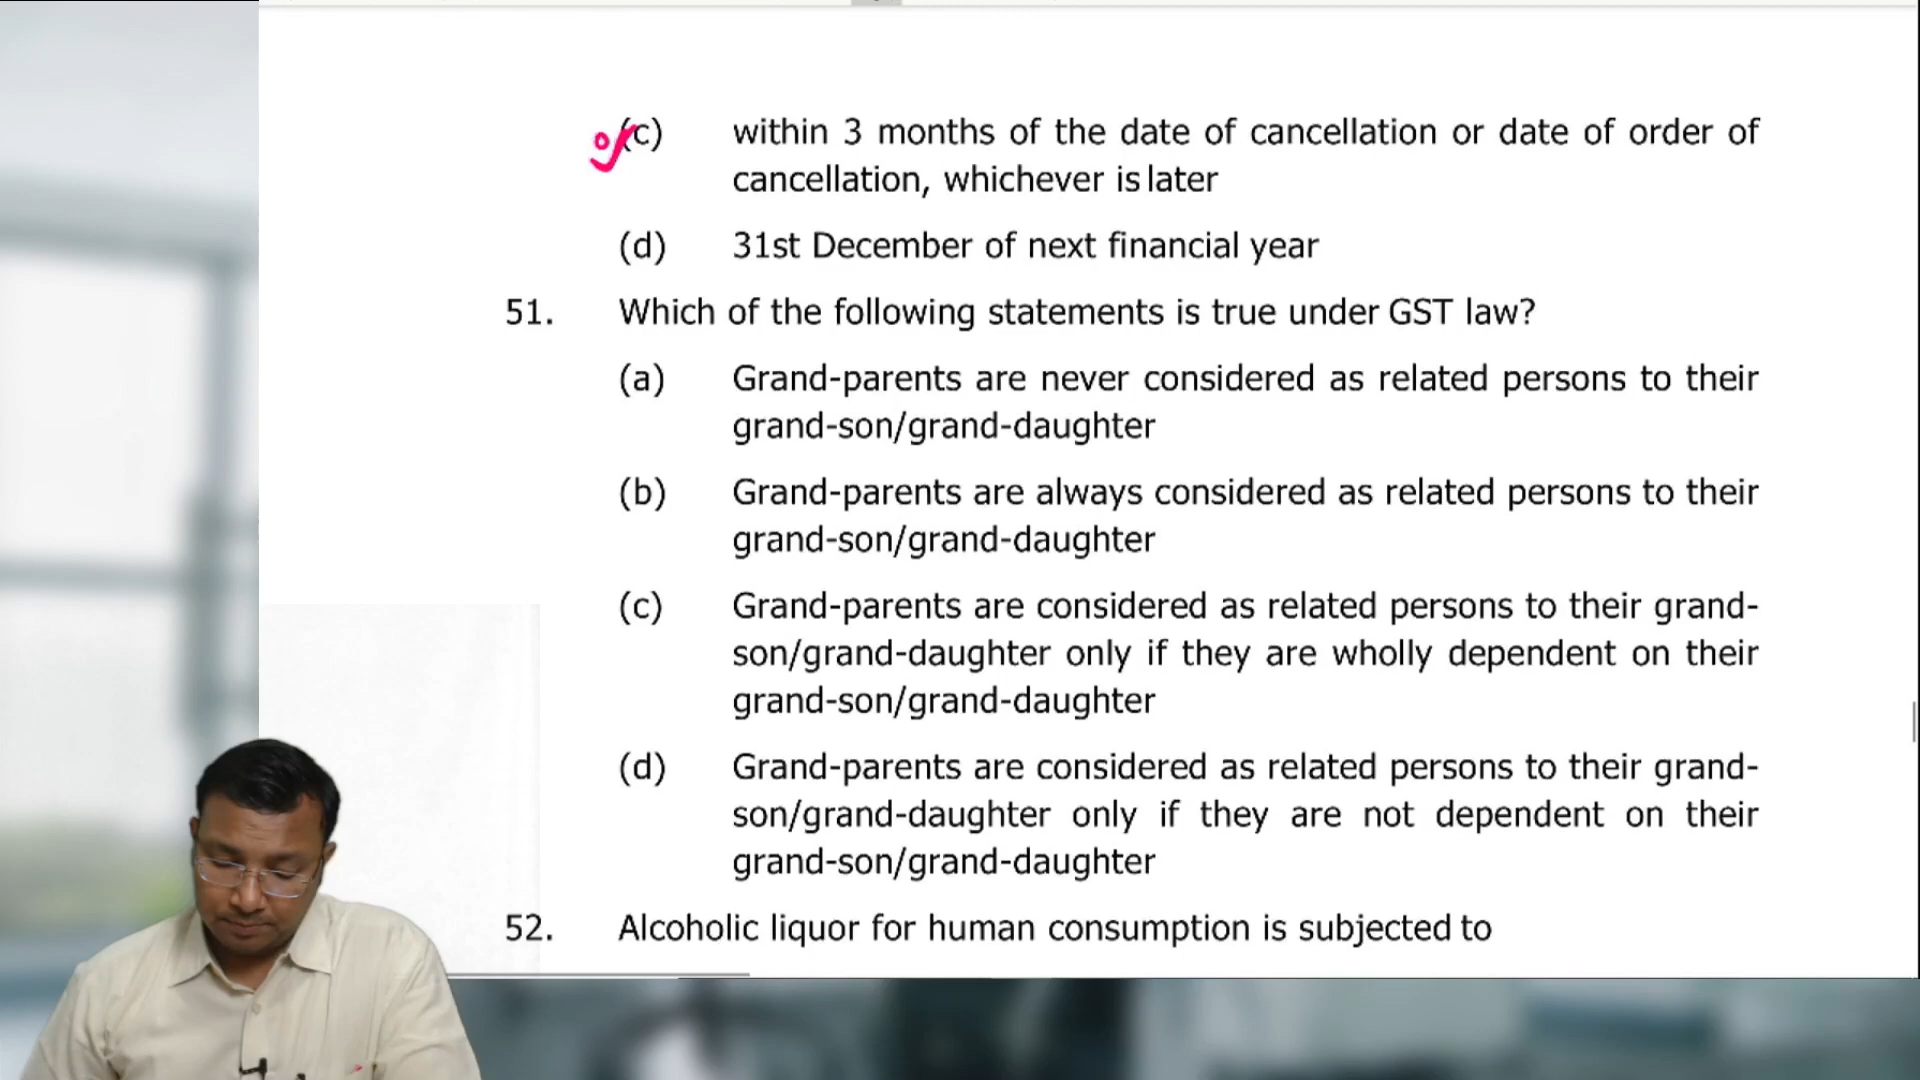 (c) within 3 months of the date of cancellation or date of order of
cancellation, whichever is later
(d) 31st December of next financial year
51. Which of the following statements is true under GST law?
(a) Grand-parents are never considered as related persons to their
grand-son/grand-daughter
(b) Grand-parents are always considered as related persons to their
grand-son/grand-daughter
(c) Grand-parents are considered as related persons to their grand-
son/grand-daughter only if they are wholly dependent on their
grand-son/grand-daughter
(d) Grand-parents are considered as related persons to their grand-
son/grand-daughter only if they are not dependent on their
grand-son/grand-daughter
52. Alcoholic liquor for human consumption is subjected to